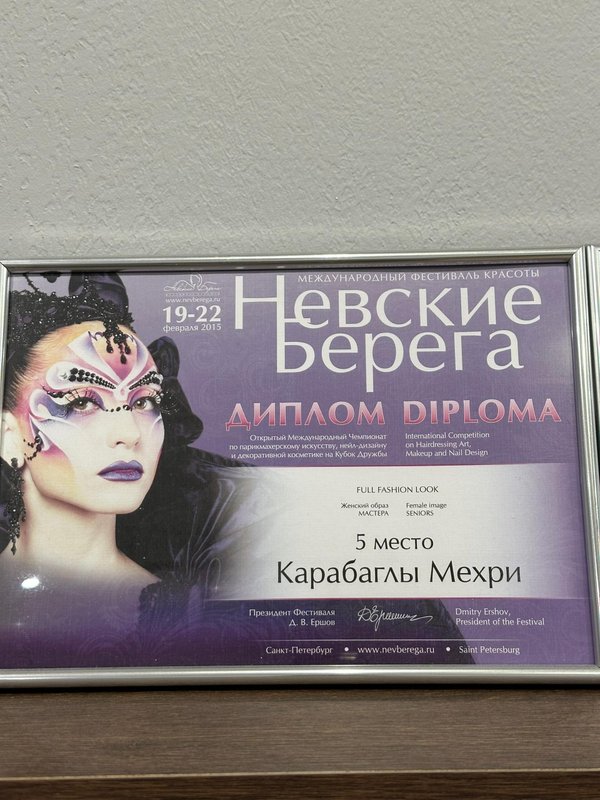 МЕЖДУНАРОДНЫЙ ФЕСТИВАЛЬ КРАСОТЫ
www.nevberega.ru
19-22
февраля 2015
Невские
Берега
ДИПЛОМ DIPLOMA
Открытый Международный Чемпионат
по парикмахерскому искусству, нейл-дизайну
и декоративной косметике на Кубок Дружбы
International Competition
on Hairdressing Art,
Makeup and Nail Design
FULL FASHION LOOK
Женский образ
МАСТЕРА
Female image
SENIORS
5 место
Карабаглы Мехри
Президент Фестиваля
Д. В. Ершов
Dmitry Ershov,
President of the Festival
Санкт-Петербург • www.nevberega.ru • Saint Petersburg